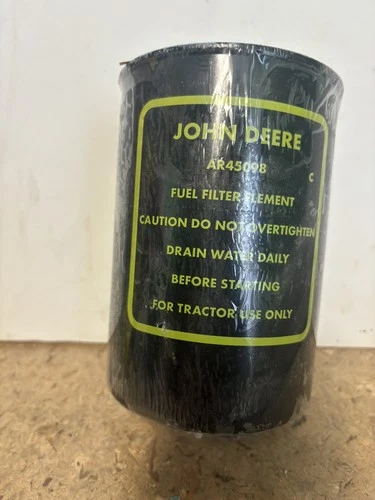 JOHN DEERE
AR45098
C
FUEL FILTER ELEMENT
CAUTION DO NOT OVERTIGHTEN
DRAIN WATER DAILY
BEFORE STARTING
FOR TRACTOR USE ONLY